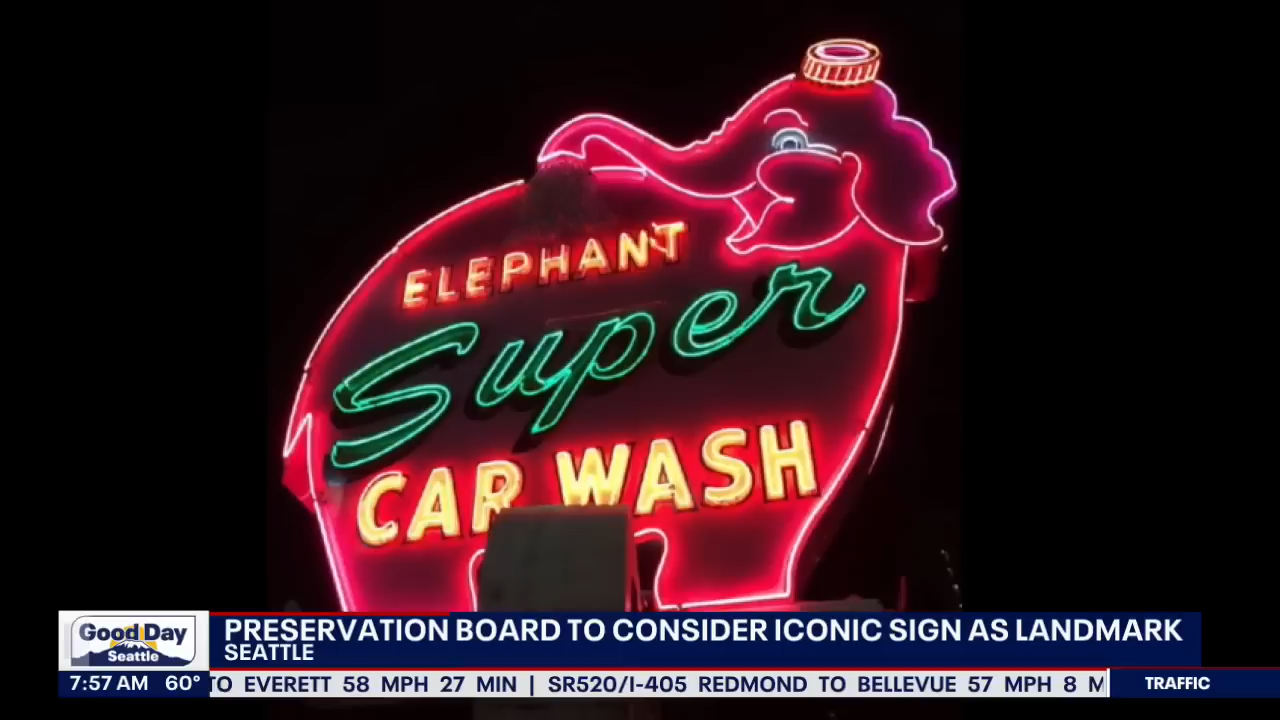 ELEPHANT
Super
CAR WASH
Good Day
Seattle
PRESERVATION BOARD TO CONSIDER ICONIC SIGN AS LANDMARK
SEATTLE
7:57 AM 60° TO EVERETT 58 MPH 27 MIN | SR520/I-405 REDMOND TO BELLEVUE 57 MPH 8 M TRAFFIC